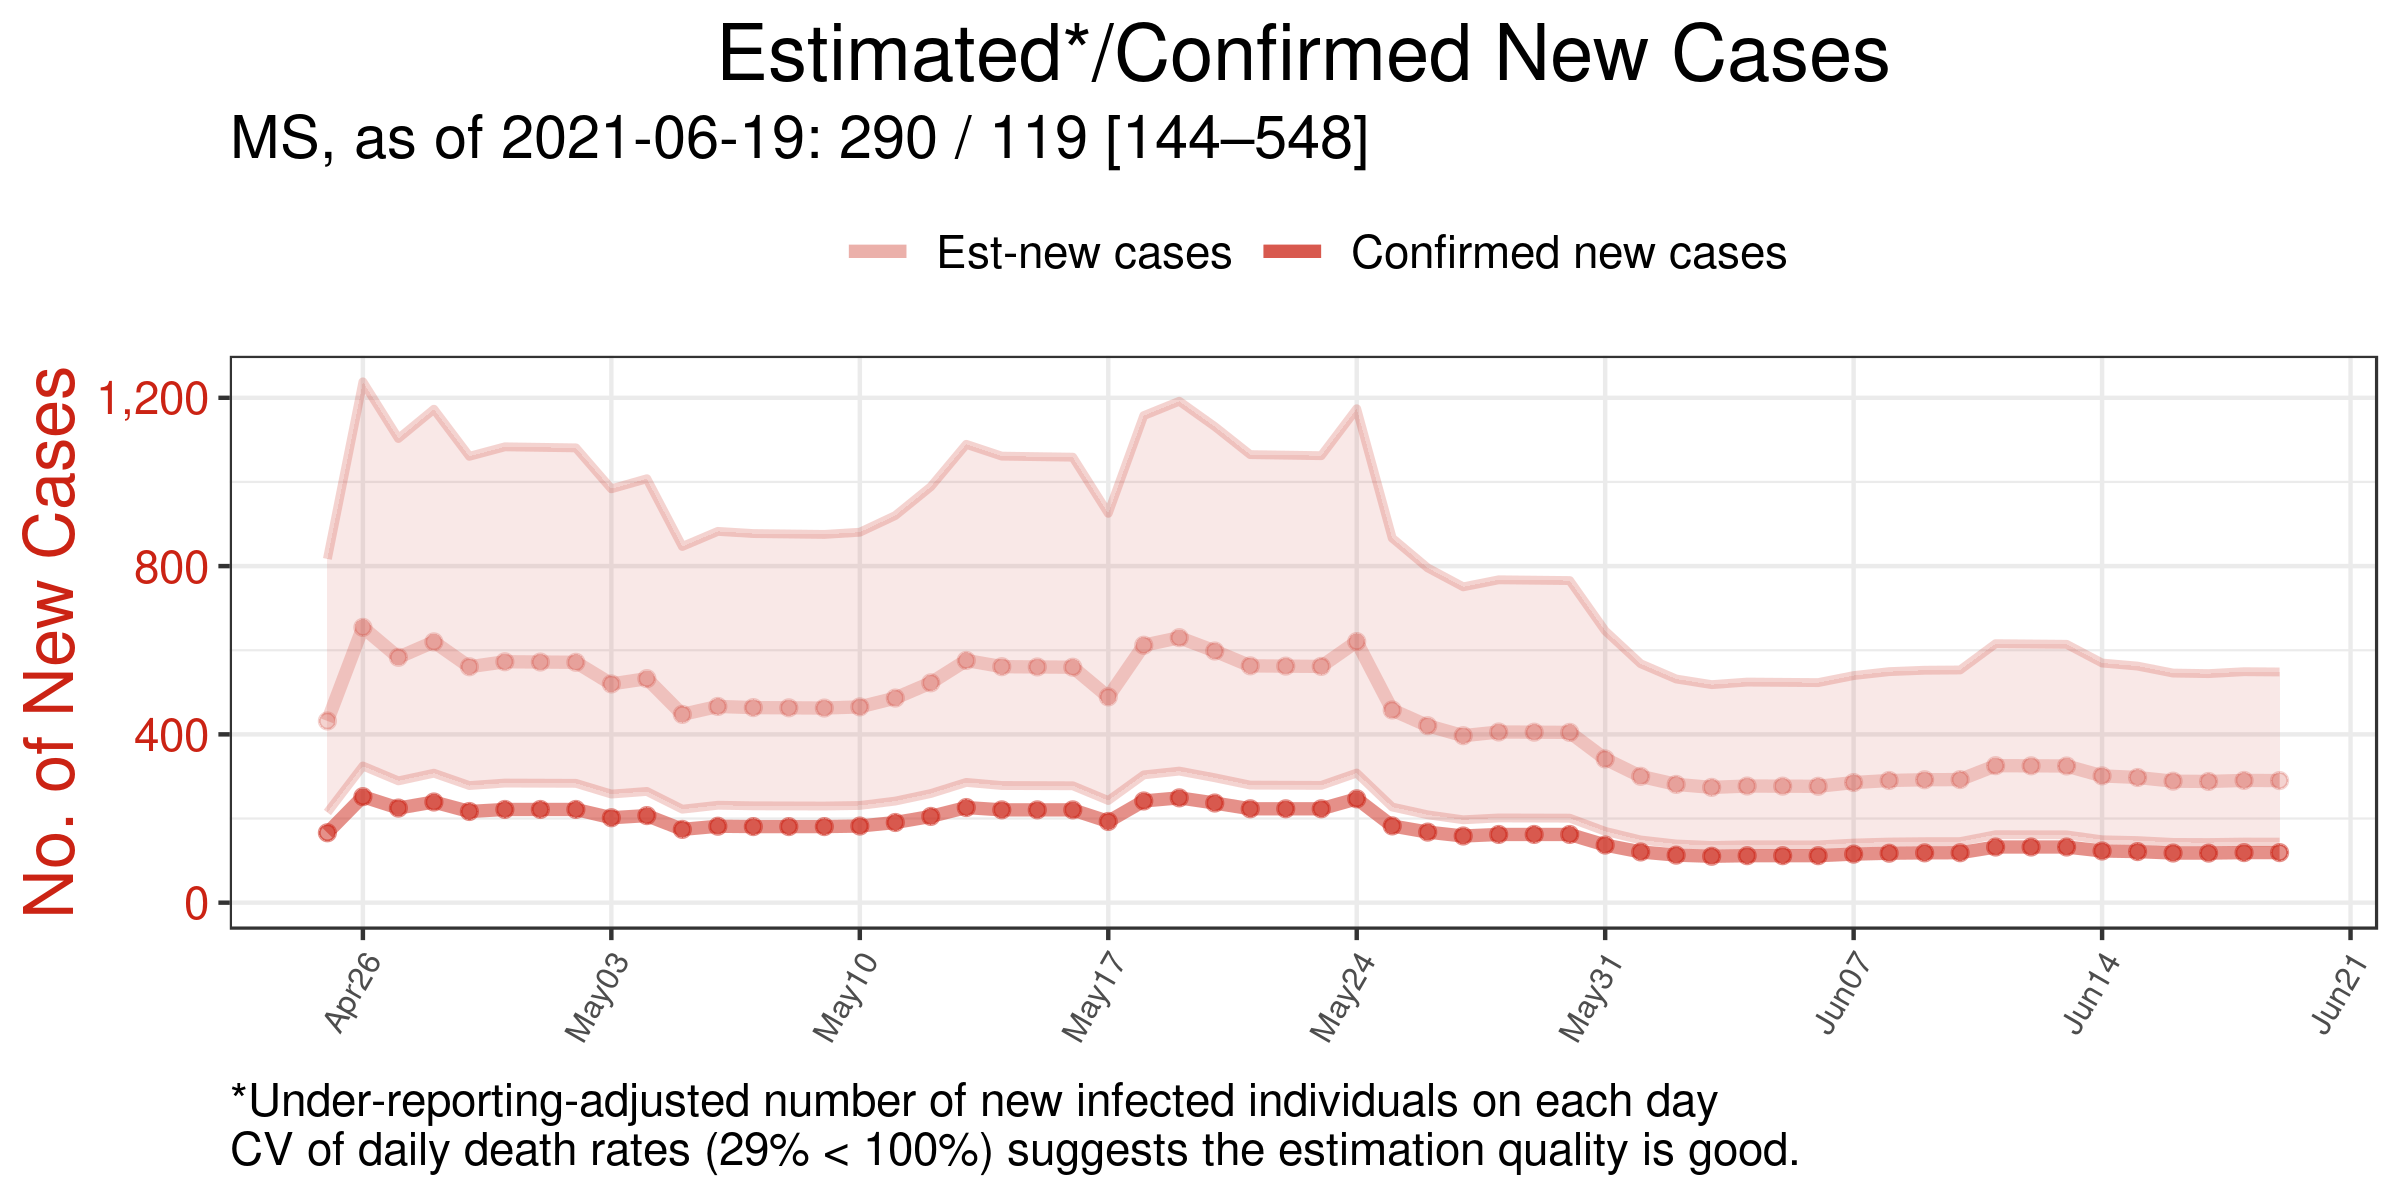 Estimated*/Confirmed New Cases
MS, as of 2021-06-19: 290 / 119 [144–548]
Est-new cases Confirmed new cases
No. of New Cases
1,200
800
400
0
Apr26 May03 May10 May17 May24 May31 Jun07 Jun14 Jun21
*Under-reporting-adjusted number of new infected individuals on each day
CV of daily death rates (29% < 100%) suggests the estimation quality is good.